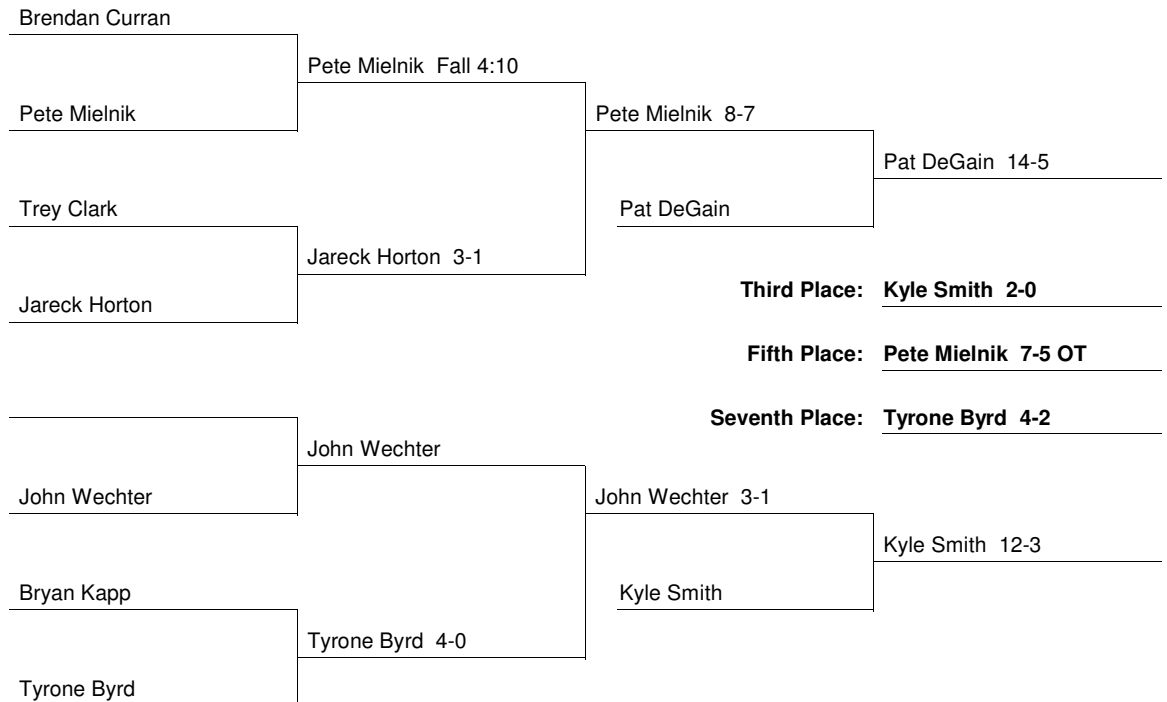 Brendan Curran
Pete Mielnik Fall 4:10
Pete Mielnik
Pete Mielnik 8-7
Pat DeGain 14-5
Trey Clark
Pat DeGain
Jareck Horton 3-1
Third Place: Kyle Smith 2-0
Jareck Horton
Fifth Place: Pete Mielnik 7-5 OT
Seventh Place: Tyrone Byrd 4-2
John Wechter
John Wechter
John Wechter 3-1
Kyle Smith 12-3
Bryan Kapp
Kyle Smith
Tyrone Byrd 4-0
Tyrone Byrd